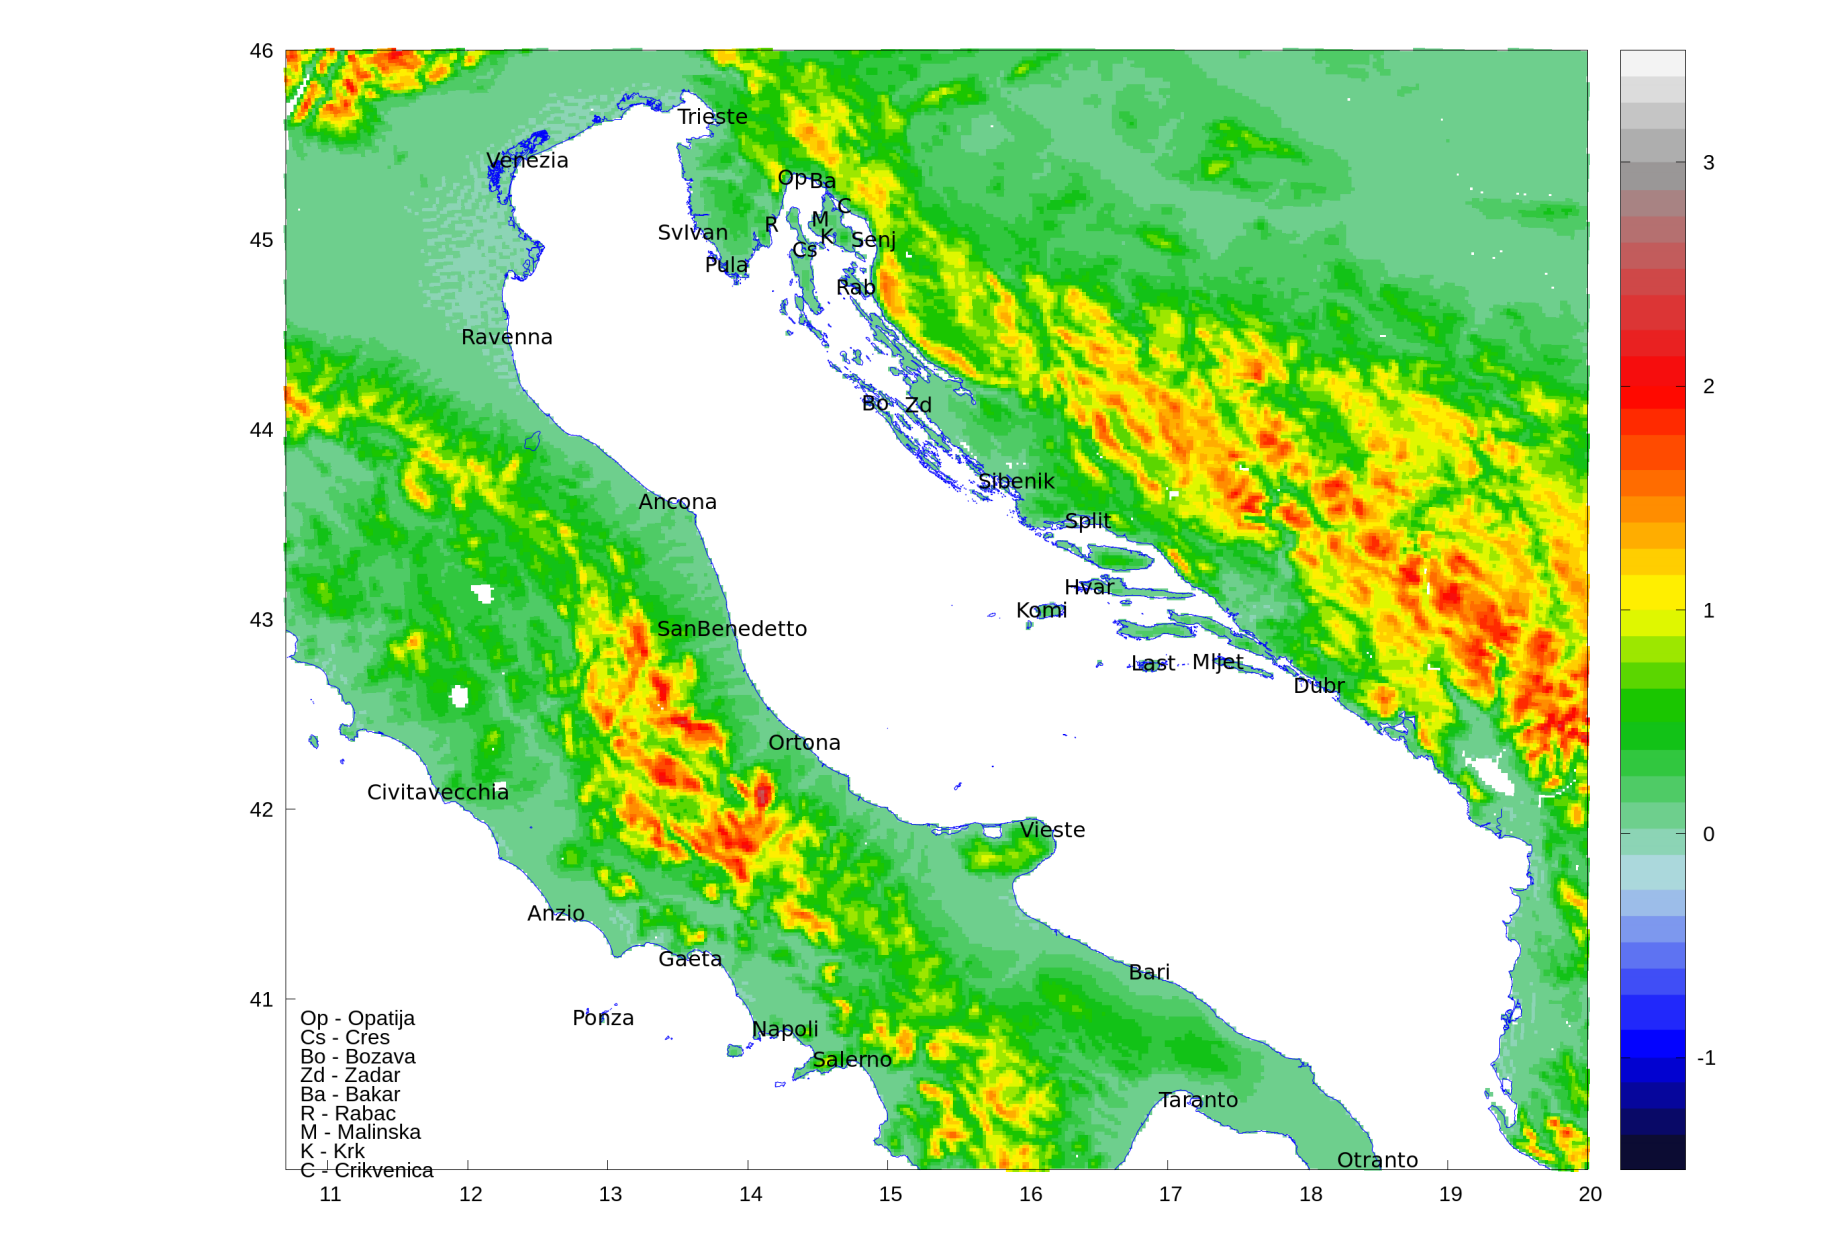 46
45
44
43
42
41
Trieste
Venezia
Op Ba
C
M
R
K
SvIvan
Senj
Cs
Pula
Rab
Ravenna
Bo Zd
Sibenik
Ancona
Split
Hvar
Komi
SanBenedetto
Last Mljet
Dubr
Ortona
Civitavecchia
Vieste
Anzio
Gaeta
Bari
Ponza
Napoli
Salerno
Taranto
Otranto
Op - Opatija
Cs - Cres
Bo - Bozava
Zd - Zadar
Ba - Bakar
R - Rabac
M - Malinska
K - Krk
C - Crikvenica
11 12 13 14 15 16 17 18 19 20
3
2
1
0
-1